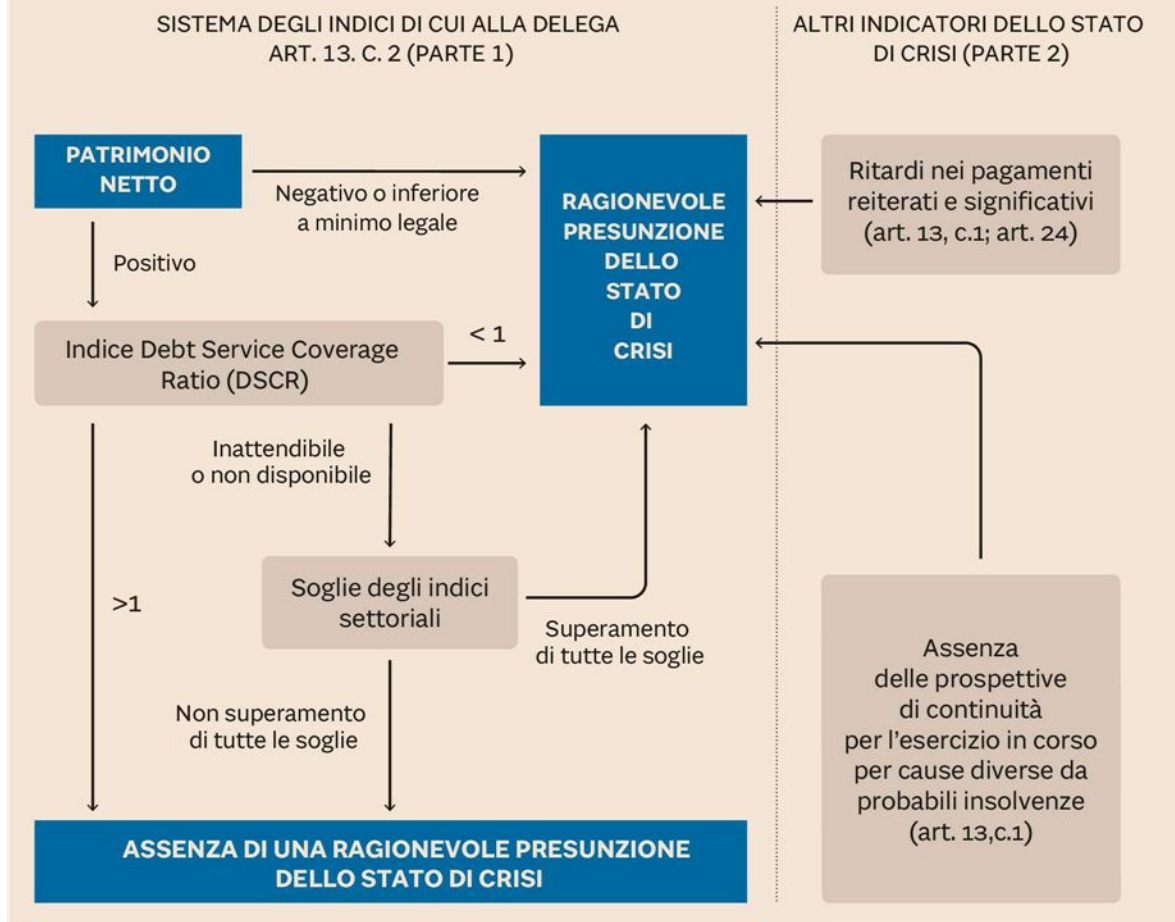 SISTEMA DEGLI INDICI DI CUI ALLA DELEGA
ART. 13. C. 2 (PARTE 1)
ALTRI INDICATORI DELLO STATO
DI CRISI (PARTE 2)
PATRIMONIO
NETTO
Negativo o inferiore
a minimo legale
RAGIONEVOLE
PRESUNZIONE
DELLO
STATO
DI
CRISI
Ritardi nei pagamenti
reiterati e significativi
(art. 13, c.1; art. 24)
Positivo
Indice Debt Service Coverage
Ratio (DSCR)
< 1
Inattendibile
o non disponibile
>1
Soglie degli indici
settoriali
Superamento
di tutte le soglie
Non superamento
di tutte le soglie
Assenza
delle prospettive
di continuità
per l'esercizio in corso
per cause diverse da
probabili insolvenze
(art. 13,c.1)
ASSENZA DI UNA RAGIONEVOLE PRESUNZIONE
DELLO STATO DI CRISI